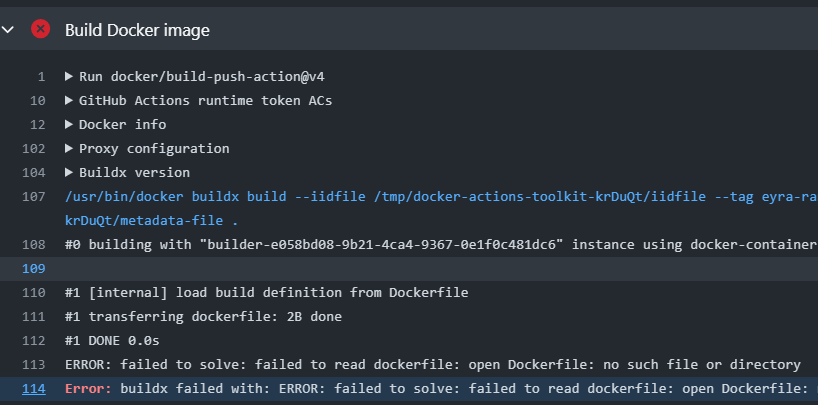 Build Docker image
1 Run docker/build-push-action@v4
10 GitHub Actions runtime token ACs
12 Docker info
102 Proxy configuration
104 Buildx version
107 /usr/bin/docker buildx build --iidfile /tmp/docker-actions-toolkit-krDuQt/iidfile --tag eyra-ra
krDuQt/metadata-file .
108 #0 building with "builder-e058bd08-9b21-4ca4-9367-0e1f0c481dc6" instance using docker-container
109
110 #1 [internal] load build definition from Dockerfile
111 #1 transferring dockerfile: 2B done
112 #1 DONE 0.0s
113 ERROR: failed to solve: failed to read dockerfile: open Dockerfile: no such file or directory
114 Error: buildx failed with: ERROR: failed to solve: failed to read dockerfile: open Dockerfile: